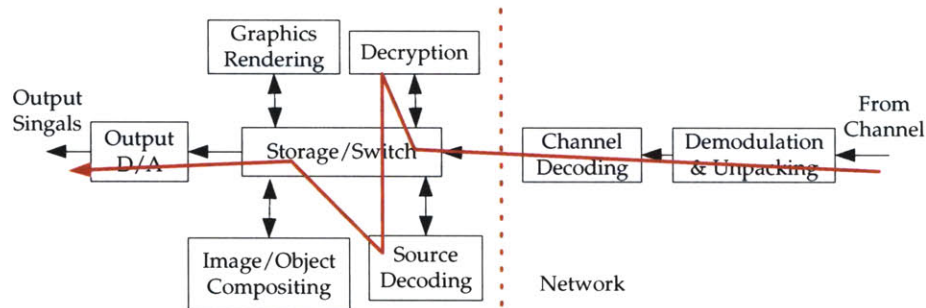 Graphics
Rendering
Decryption
Output
Singals
From
Channel
Output
D/A
Storage/Switch
Channel
Decoding
Demodulation
& Unpacking
Image/Object
Compositing
Source
Decoding
Network